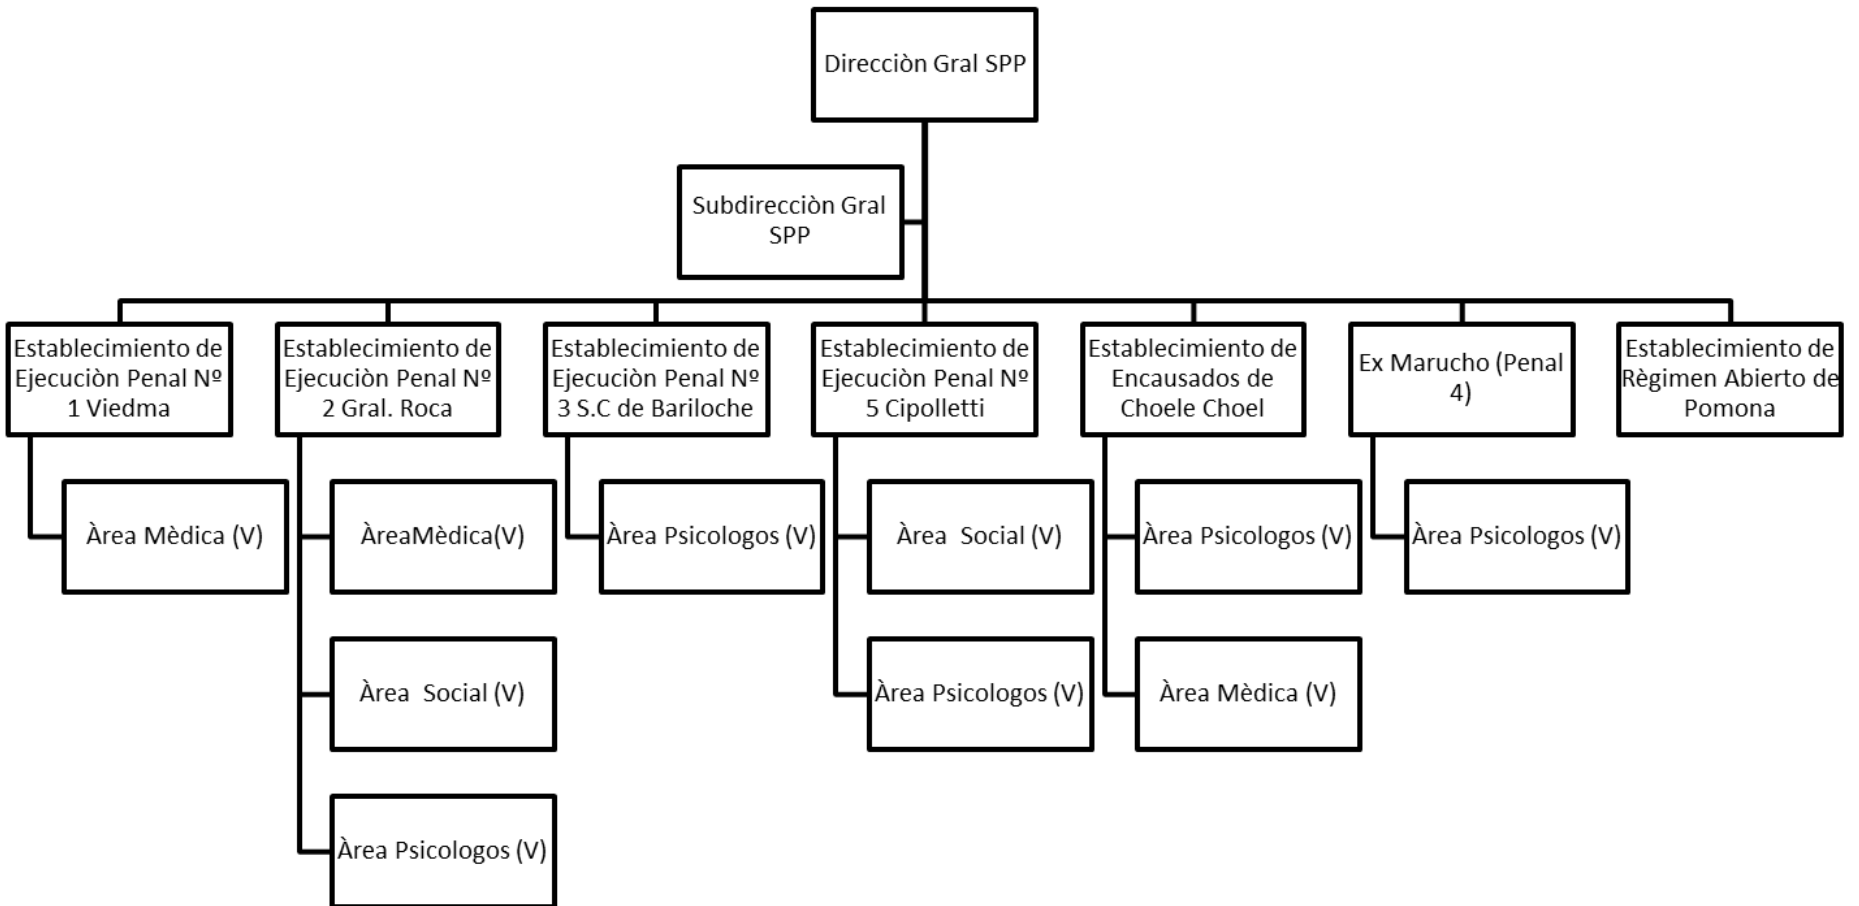 Direcciòn Gral SPP
Subdirecciòn Gral
SPP
Establecimiento de
Ejecuciòn Penal Nº
1 Viedma
Establecimiento de
Ejecuciòn Penal Nº
2 Gral. Roca
Establecimiento de
Ejecuciòn Penal Nº
3 S.C de Bariloche
Establecimiento de
Ejecuciòn Penal Nº
5 Cipolletti
Establecimiento de
Encausados de
Choele Choel
Ex Marucho (Penal
4)
Establecimiento de
Règimen Abierto de
Pomona
Àrea Mèdica (V)
ÀreaMèdica(V)
Àrea Psicologos (V)
Àrea  Social (V)
Àrea Psicologos (V)
Àrea Psicologos (V)
Àrea  Social (V)
Àrea Psicologos (V)
Àrea Mèdica (V)
Àrea Psicologos (V)